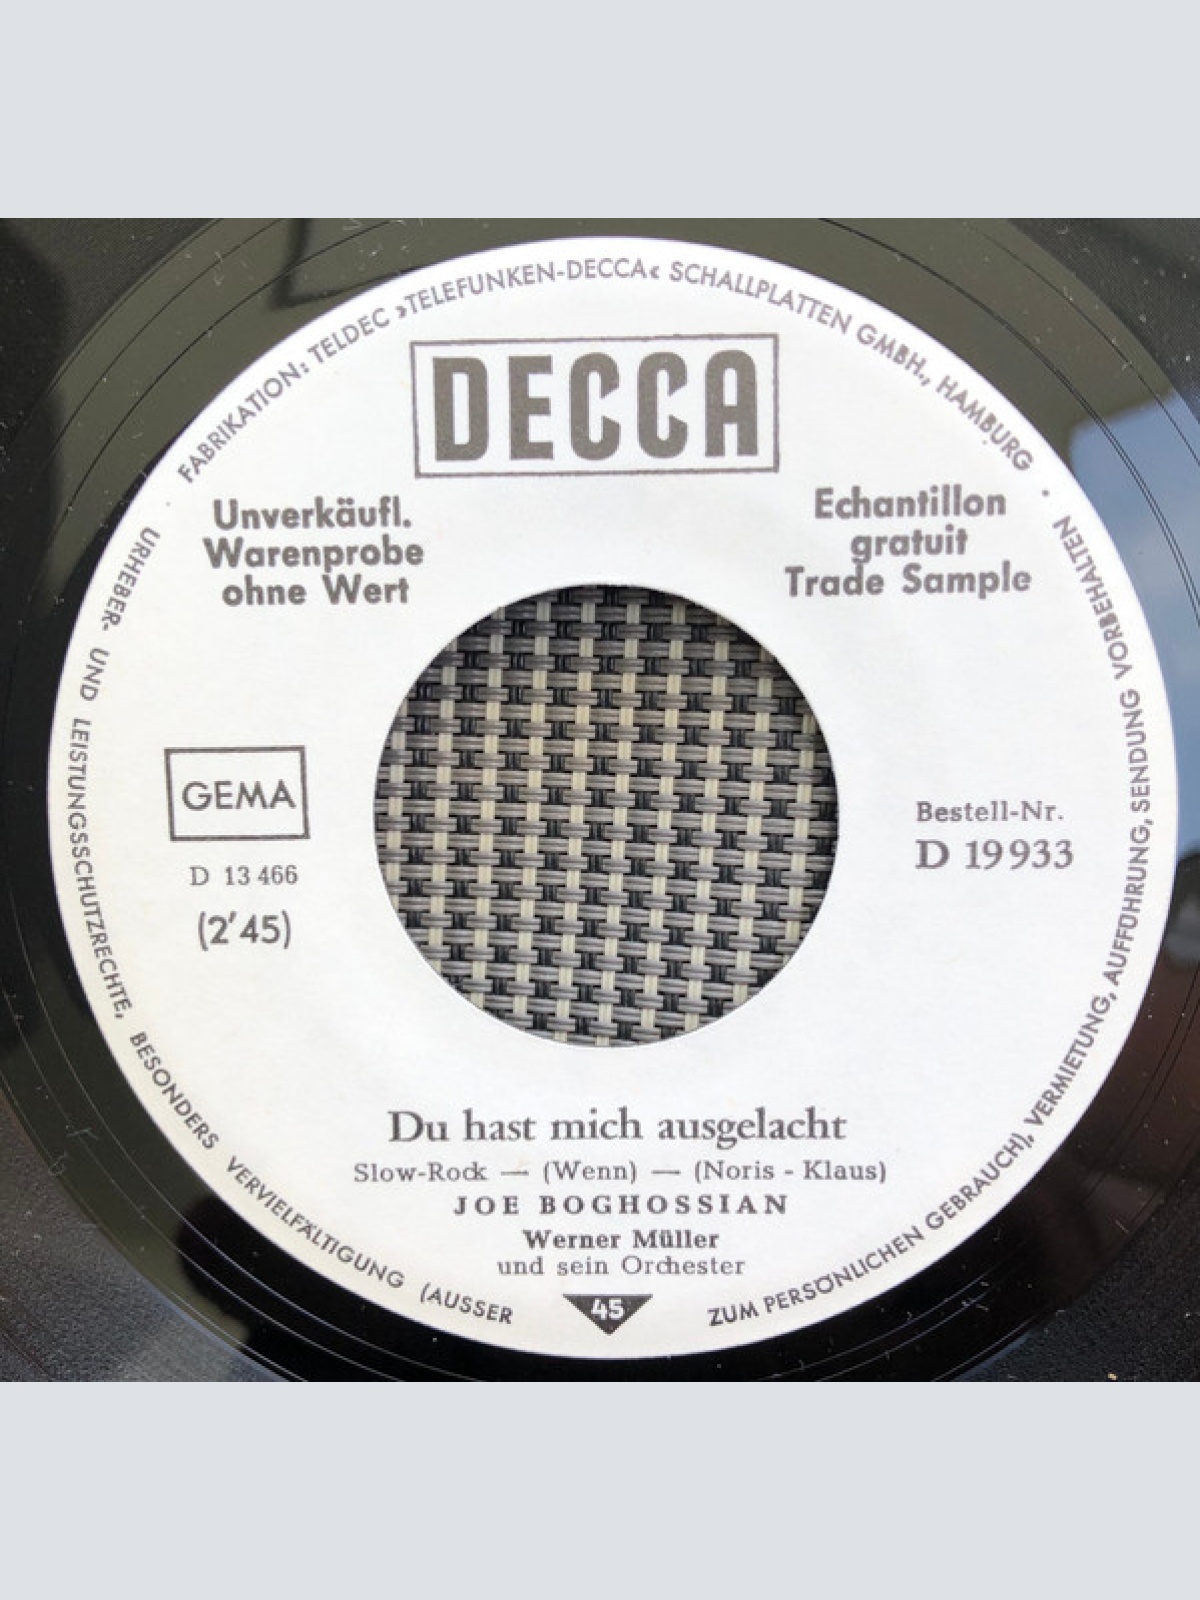 FABRIKATION: TELDEC »TELEFUNKEN-DECCA« SCHALLPLATTEN GMBH., HAMBURG ·
DECCA
Unverkäufl.
Warenprobe
ohne Wert
Echantillon
gratuit
Trade Sample
GEMA
D 13 466
(2'45)
Bestell-Nr.
D 19 933
Du hast mich ausgelacht
Slow-Rock — (Wenn) — (Noris - Klaus)
JOE BOGHOSSIAN
Werner Müller
und sein Orchester
45
· URHEBER- UND LEISTUNGSSCHUTZRECHTE, BESONDERS VERVIELFÄLTIGUNG (AUSSER ZUM PERSÖNLICHEN GEBRAUCH), VERMIETUNG, AUFFÜHRUNG, SENDUNG VORBEHALTEN